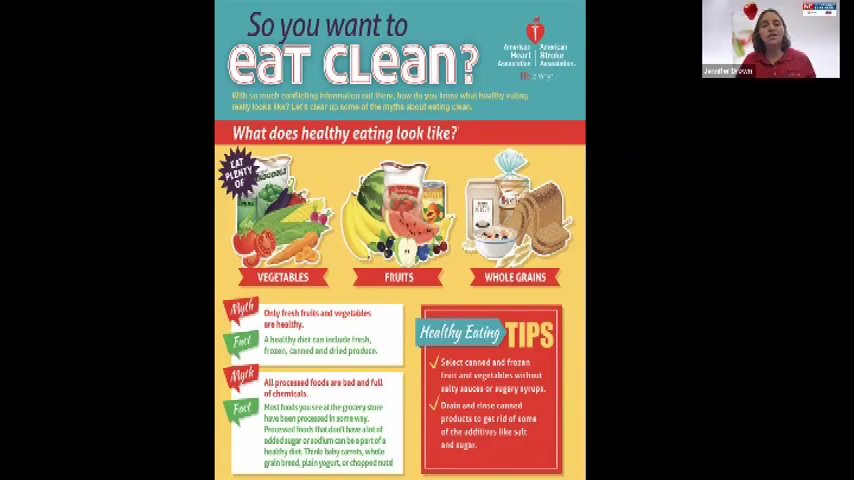 So you want to
eat clean?
American Heart Association.
American Stroke Association.
With so much conflicting information out there, how do you know what healthy eating
really looks like? Let's clear up some of the myths about eating clean.
What does healthy eating look like?
EAT
PLENTY
OF
BROCCOLI
RICE
VEGETABLES
FRUITS
WHOLE GRAINS
Myth
Only fresh fruits and vegetables
are healthy.
Fact
A healthy diet can include fresh,
frozen, canned and dried produce.
Myth
All processed foods are bad and full
of chemicals.
Fact
Most foods you see at the grocery store
have been processed in some way.
Processed foods that don't have a lot of
added sugar or sodium can be a part of a
healthy diet. Think baby carrots, whole
grain bread, plain yogurt, or chopped nuts!
Healthy Eating TIPS
Select canned and frozen
fruit and vegetables without
salty sauces or sugary syrups.
Drain and rinse canned
products to get rid of some
of the additives like salt
and sugar.
Jennifer Brown